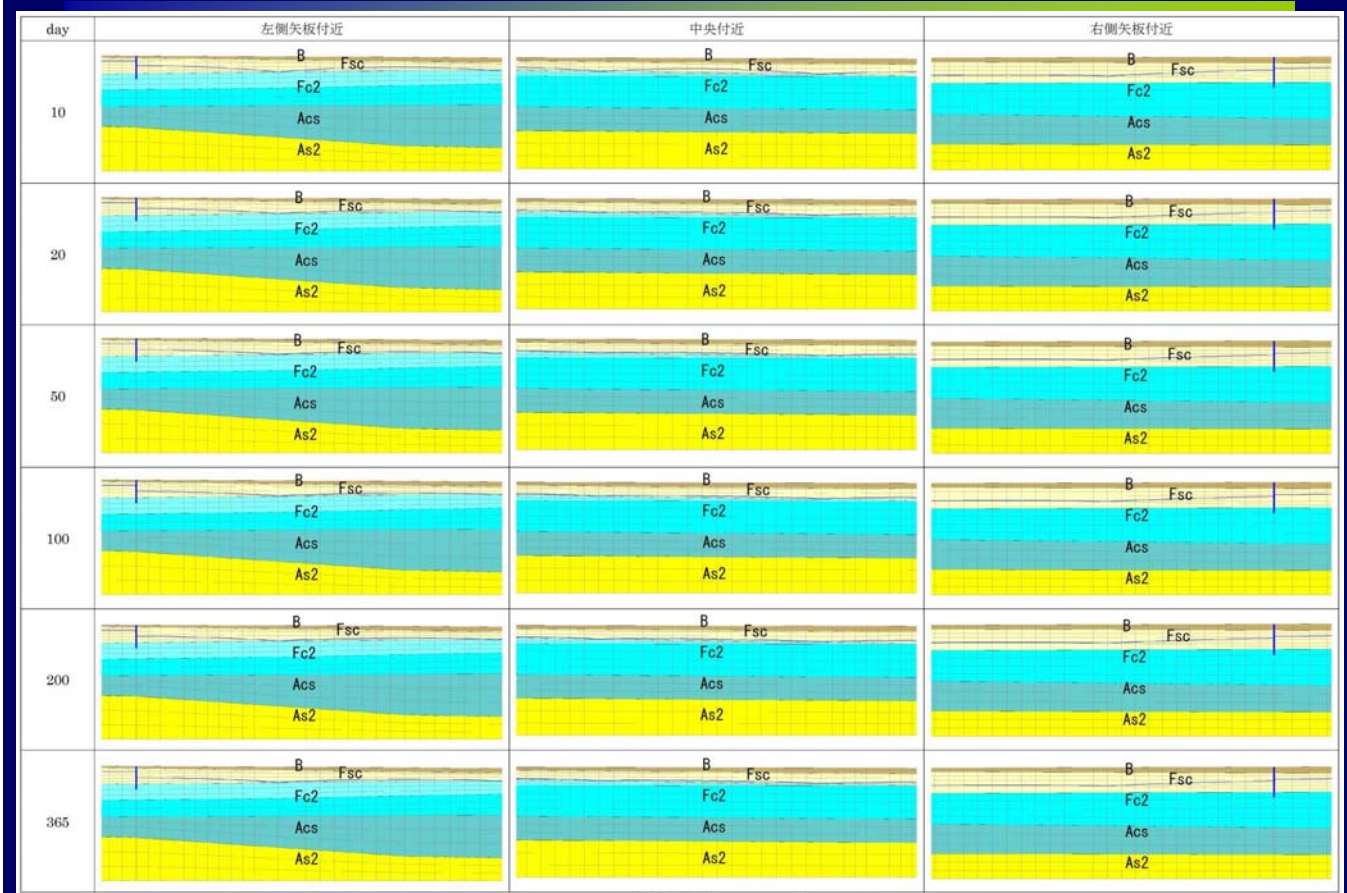 day 左側矢板付近 中央付近 右側矢板付近
10
B Fsc B Fsc B Fsc
Fc2 Fc2 Fc2
Acs Acs Acs
As2 As2 As2
20
B Fsc B Fsc B Fsc
Fc2 Fc2 Fc2
Acs Acs Acs
As2 As2 As2
50
B Fsc B Fsc B Fsc
Fc2 Fc2 Fc2
Acs Acs Acs
As2 As2 As2
100
B Fsc B Fsc B Fsc
Fc2 Fc2 Fc2
Acs Acs Acs
As2 As2 As2
200
B Fsc B Fsc B Fsc
Fc2 Fc2 Fc2
Acs Acs Acs
As2 As2 As2
365
B Fsc B Fsc B Fsc
Fc2 Fc2 Fc2
Acs Acs Acs
As2 As2 As2